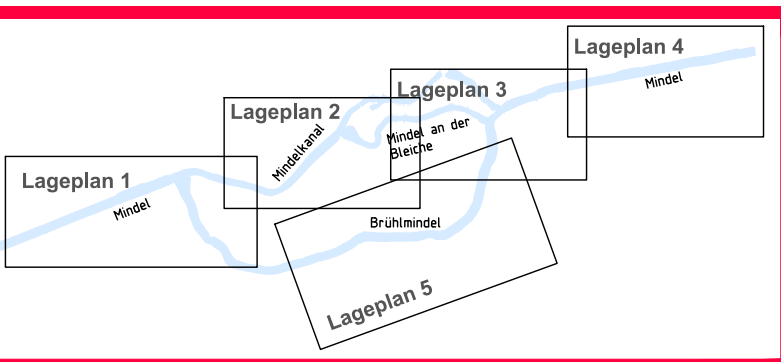 Lageplan 1
Mindel
Lageplan 2
Mindelkanal
Lageplan 3
Mindel an der
Bleiche
Lageplan 4
Mindel
Brühlmindel
Lageplan 5